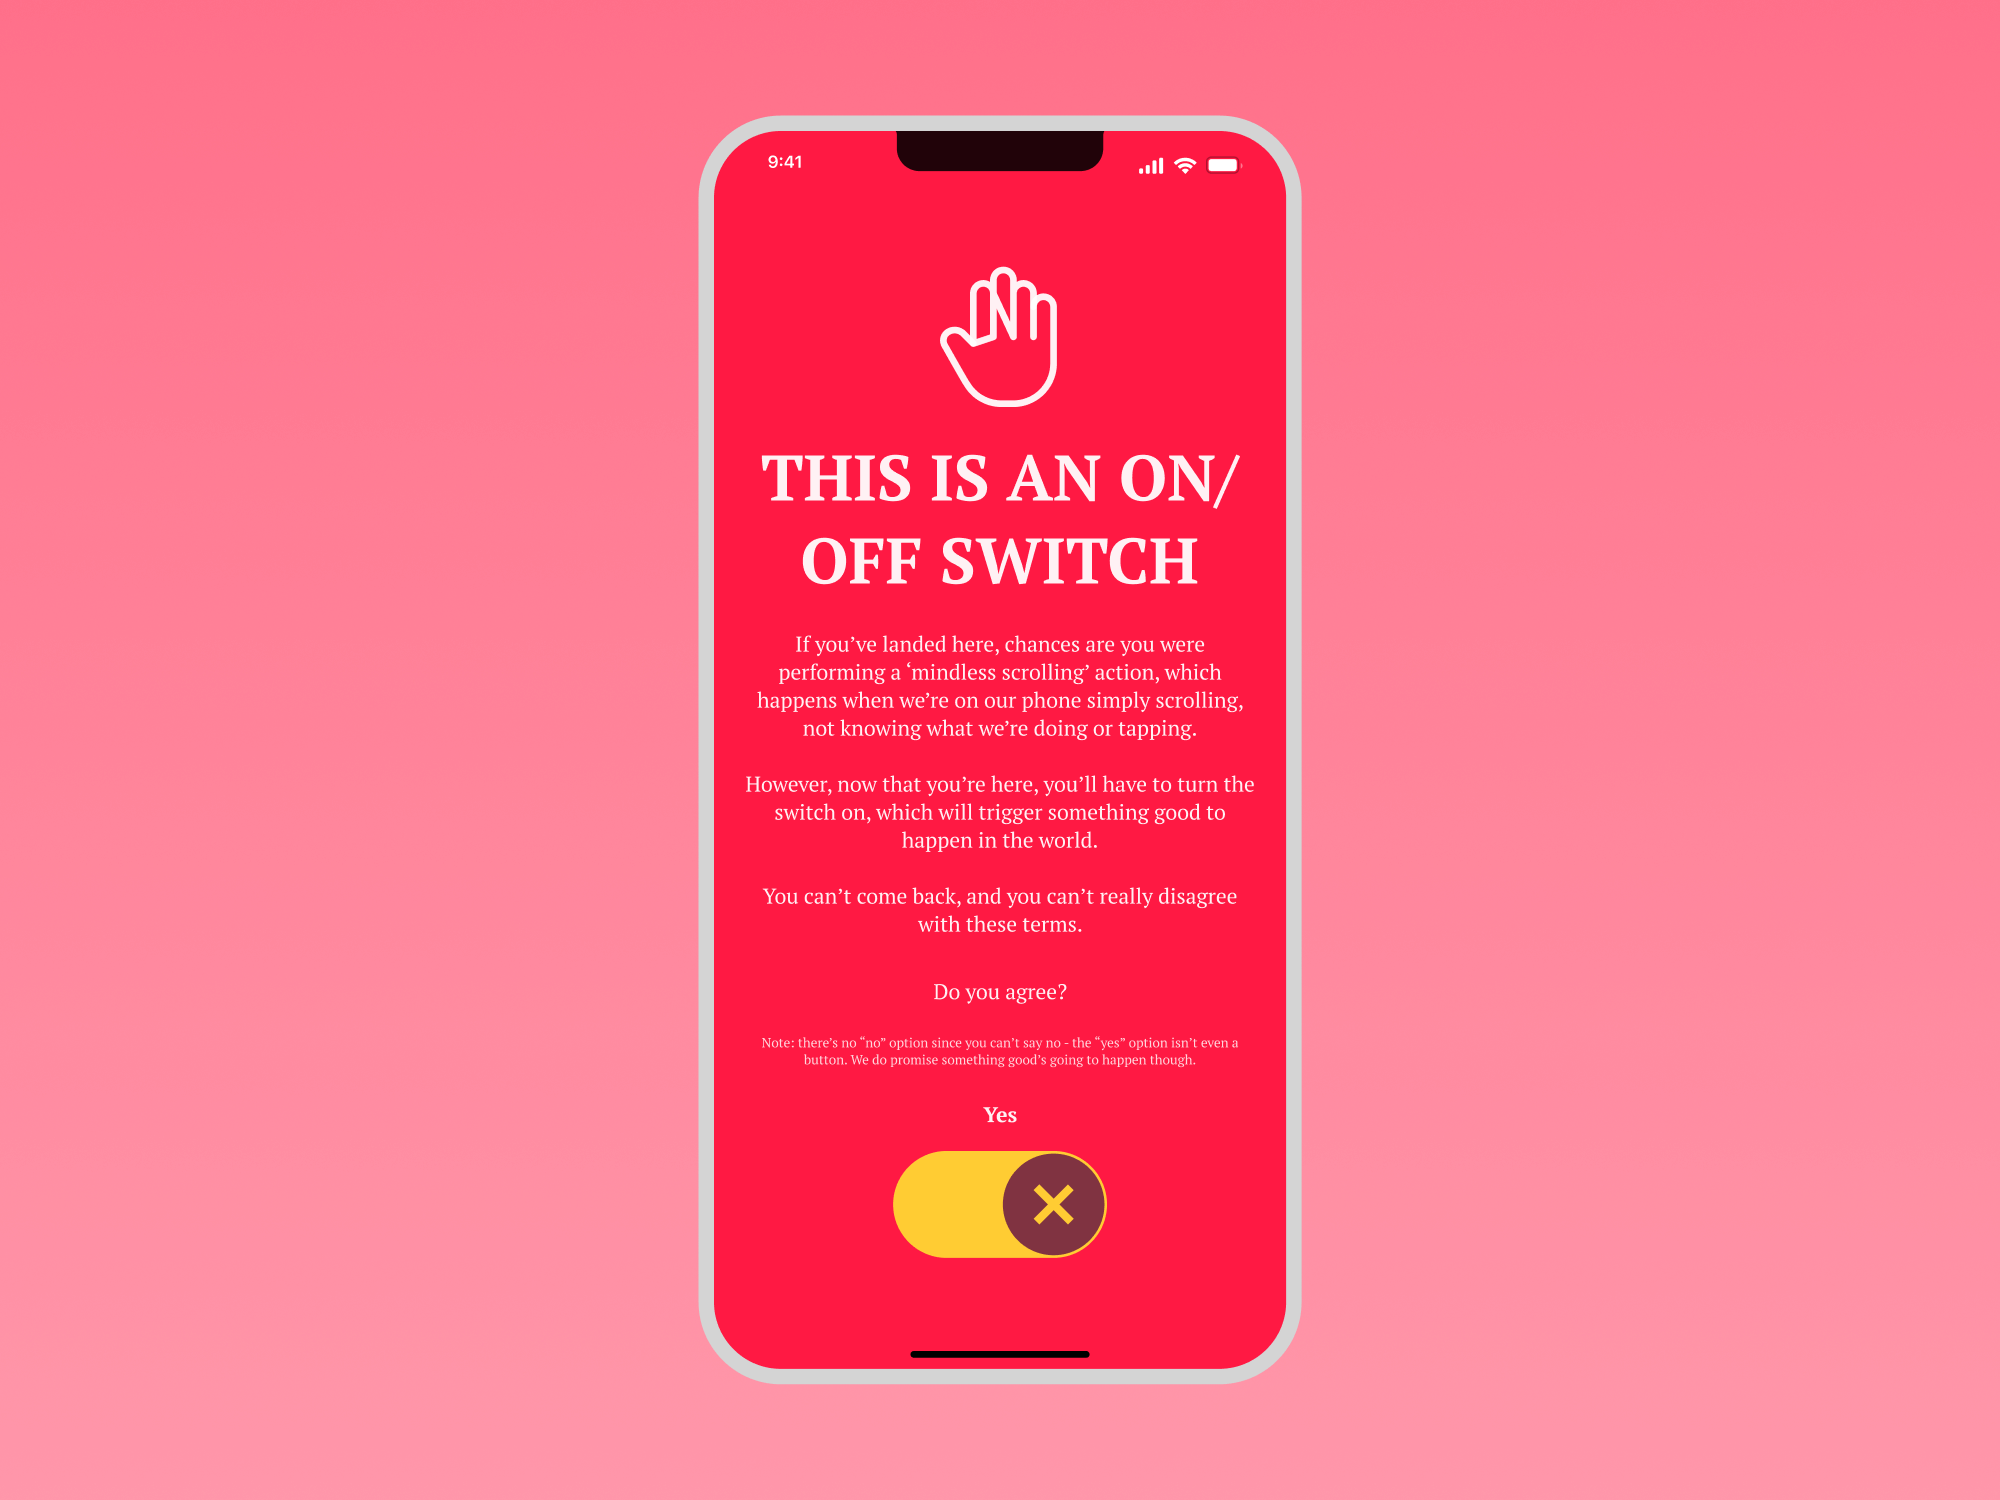 9:41
THIS IS AN ON/
OFF SWITCH
If you’ve landed here, chances are you were
performing a ‘mindless scrolling’ action, which
happens when we’re on our phone simply scrolling,
not knowing what we’re doing or tapping.
However, now that you’re here, you’ll have to turn the
switch on, which will trigger something good to
happen in the world.
You can’t come back, and you can’t really disagree
with these terms.
Do you agree?
Note: there’s no “no” option since you can’t say no - the “yes” option isn’t even a
button. We do promise something good’s going to happen though.
Yes